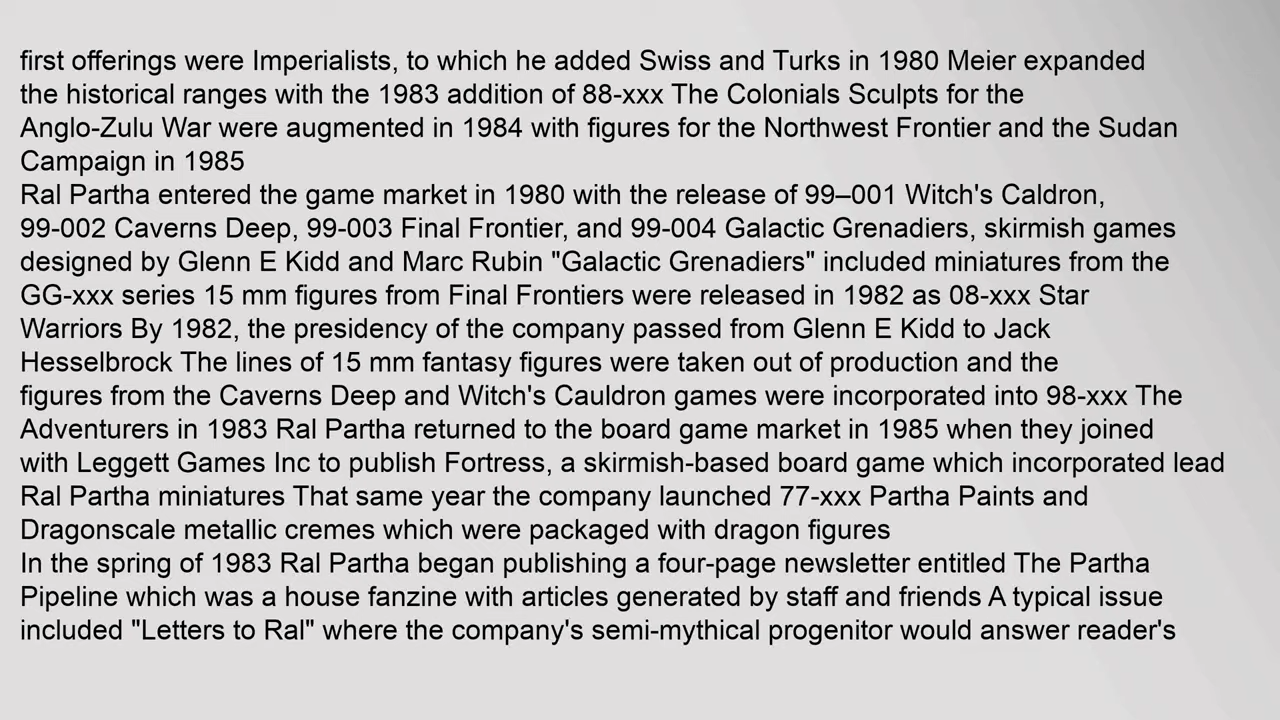 first offerings were Imperialists, to which he added Swiss and Turks in 1980 Meier expanded
the historical ranges with the 1983 addition of 88-xxx The Colonials Sculpts for the
Anglo-Zulu War were augmented in 1984 with figures for the Northwest Frontier and the Sudan
Campaign in 1985
Ral Partha entered the game market in 1980 with the release of 99–001 Witch's Caldron,
99-002 Caverns Deep, 99-003 Final Frontier, and 99-004 Galactic Grenadiers, skirmish games
designed by Glenn E Kidd and Marc Rubin "Galactic Grenadiers" included miniatures from the
GG-xxx series 15 mm figures from Final Frontiers were released in 1982 as 08-xxx Star
Warriors By 1982, the presidency of the company passed from Glenn E Kidd to Jack
Hesselbrock The lines of 15 mm fantasy figures were taken out of production and the
figures from the Caverns Deep and Witch's Cauldron games were incorporated into 98-xxx The
Adventurers in 1983 Ral Partha returned to the board game market in 1985 when they joined
with Leggett Games Inc to publish Fortress, a skirmish-based board game which incorporated lead
Ral Partha miniatures That same year the company launched 77-xxx Partha Paints and
Dragonscale metallic cremes which were packaged with dragon figures
In the spring of 1983 Ral Partha began publishing a four-page newsletter entitled The Partha
Pipeline which was a house fanzine with articles generated by staff and friends A typical issue
included "Letters to Ral" where the company's semi-mythical progenitor would answer reader's